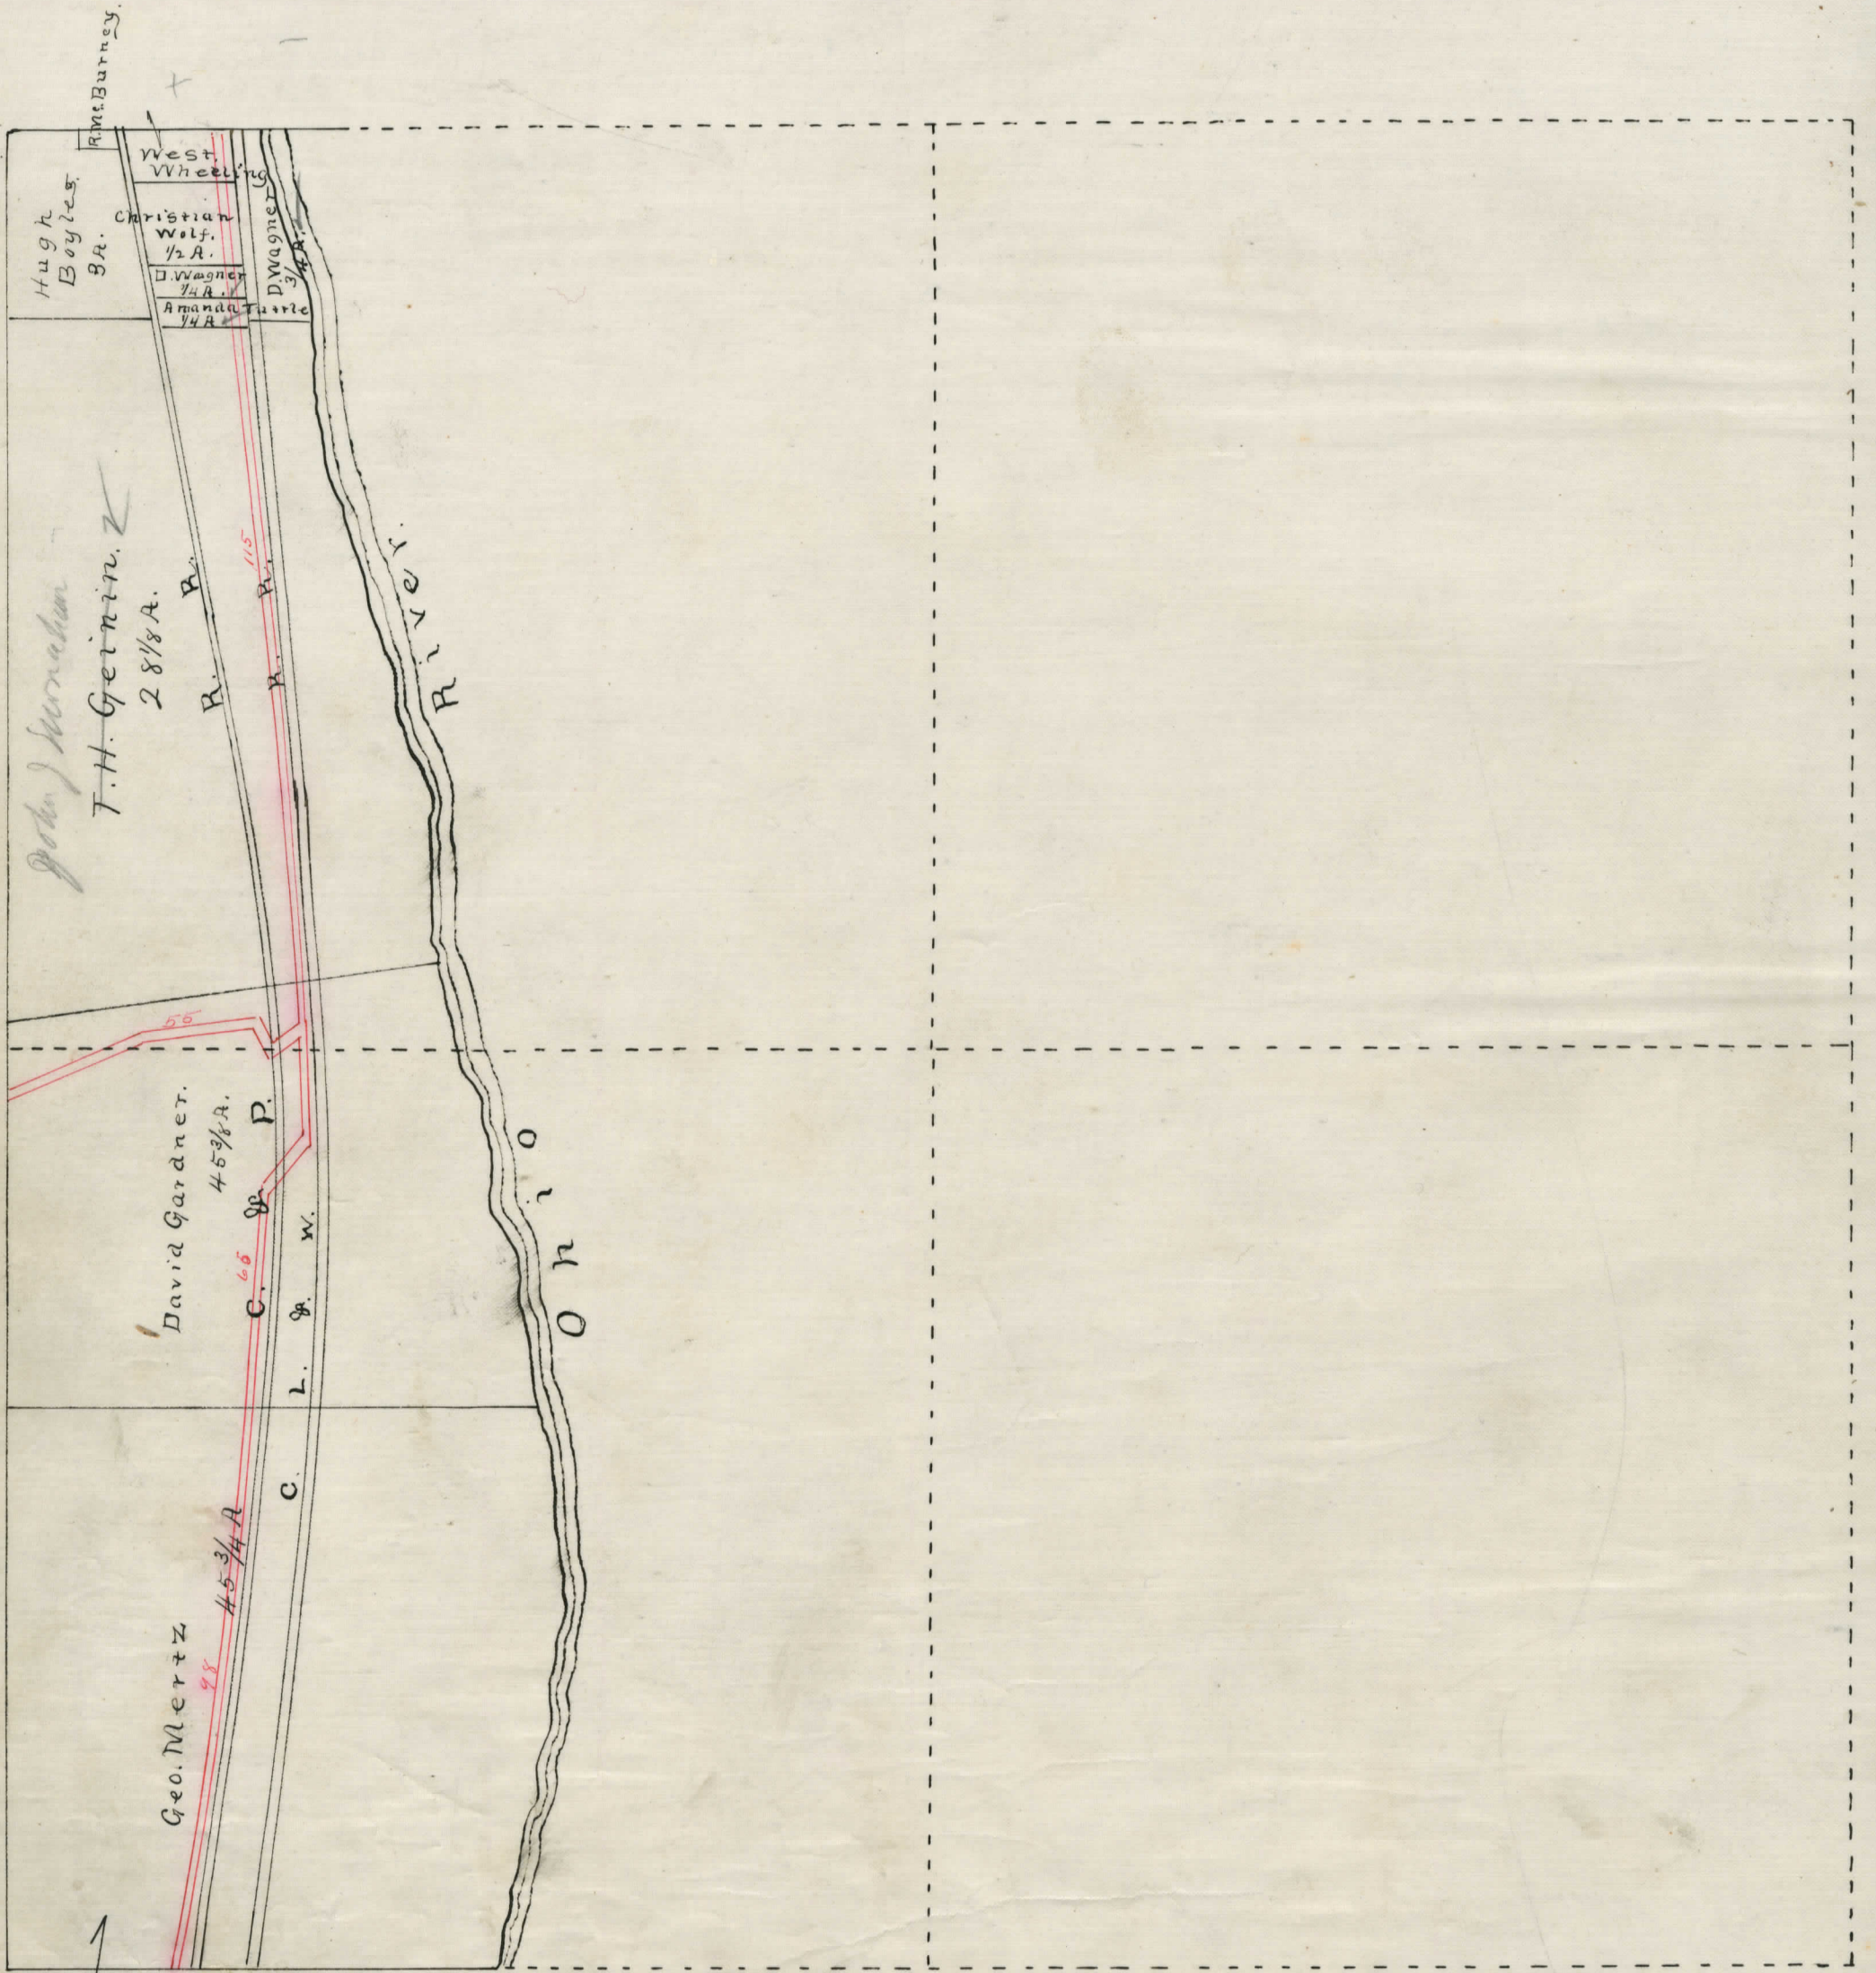 R. McBurney.
Hugh
Boyles.
3A.
West.
Wheeling
Christian
Wolf.
1/2 A.
D. Wagner
1/4 A.
Amanda Tuttle
1/4 A
D. Wagner
3/4 A.
John J
T. H. Geinin.
28 1/8 A.
R. R.
115
R. R.
Ohio River.
55
David Gardner.
45 3/8 A.
C. & P.
65
C. L. & W.
Geo. Mertz
45 3/4 A
98